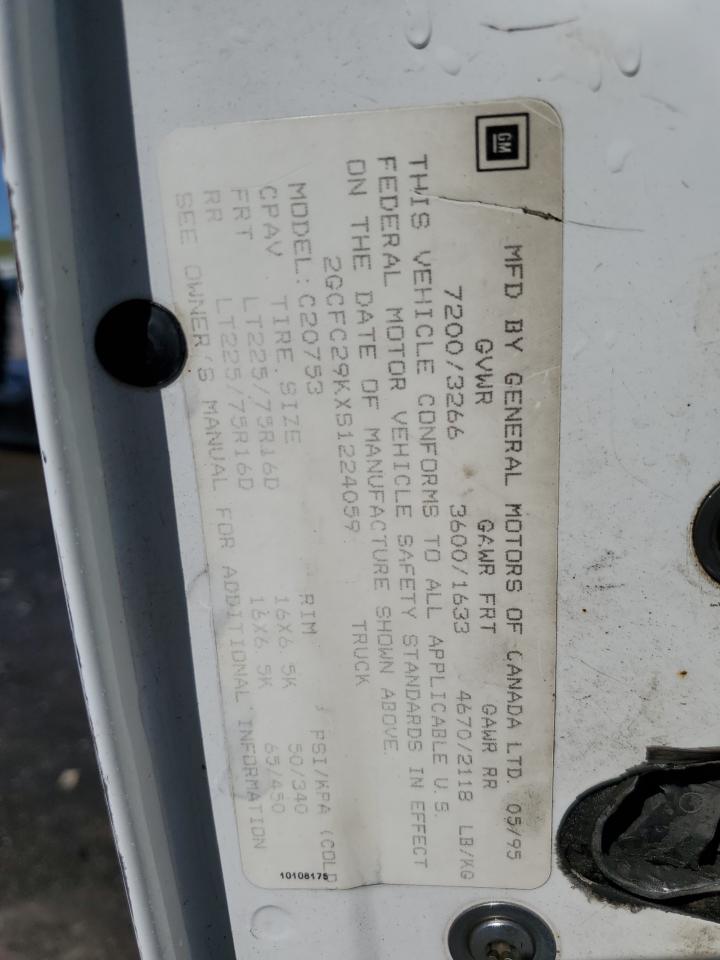 GM
MFD BY GENERAL MOTORS OF CANADA LTD. 05/95
GVWR GAWR FRT GAWR RR
7200/3266 3600/1633 4670/2118 LB/KG
THIS VEHICLE CONFORMS TO ALL APPLICABLE U.S.
FEDERAL MOTOR VEHICLE SAFETY STANDARDS IN EFFECT
ON THE DATE OF MANUFACTURE SHOWN ABOVE.
2GCFC29KXS1224059 TRUCK
MODEL:C20753
CPAV TIRE SIZE RIM PSI/KPA (COLD
FRT LT225/75R16D 16X6.5K 50/340
RR LT225/75R16D 16X6.5K 65/450
SEE OWNER'S MANUAL FOR ADDITIONAL INFORMATION
10108175